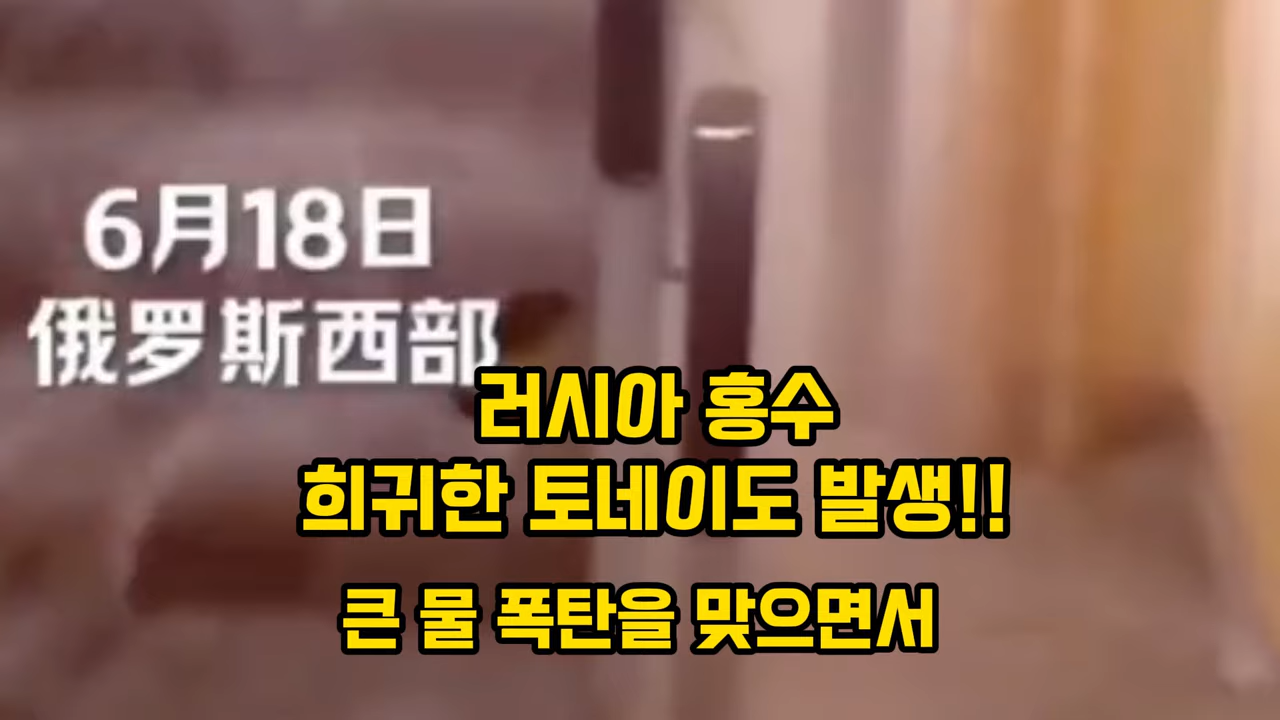 6月18日
俄罗斯西部
러시아 홍수
희귀한 토네이도 발생!!
큰 물 폭탄을 맞으면서